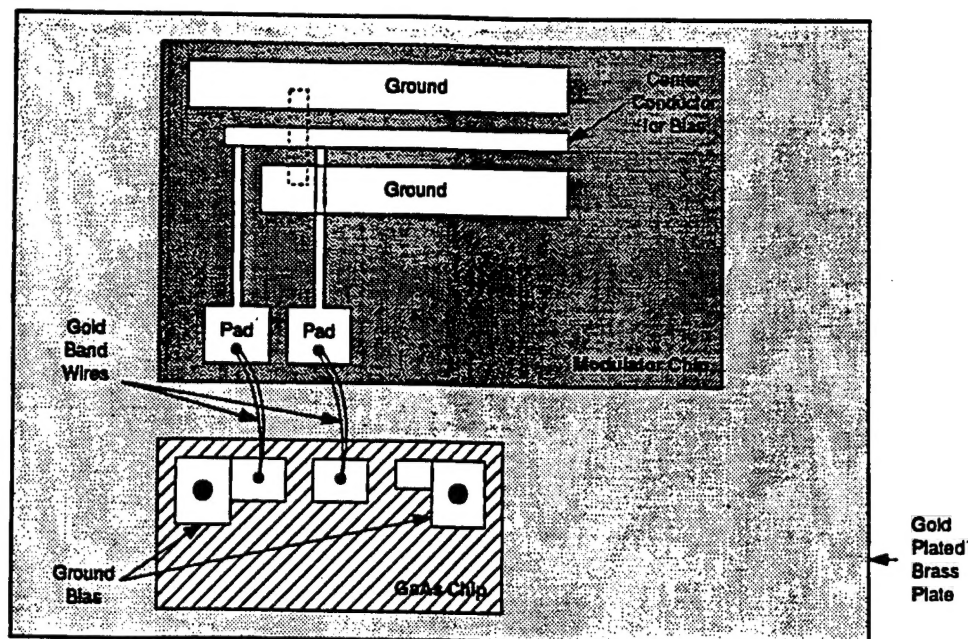 Ground
Center
Conductor
for Bias
Ground
Pad
Pad
Gold
Band
Wires
Modulator Chip
Ground
Bias
GaAs Chip
Gold
Plated
Brass
Plate